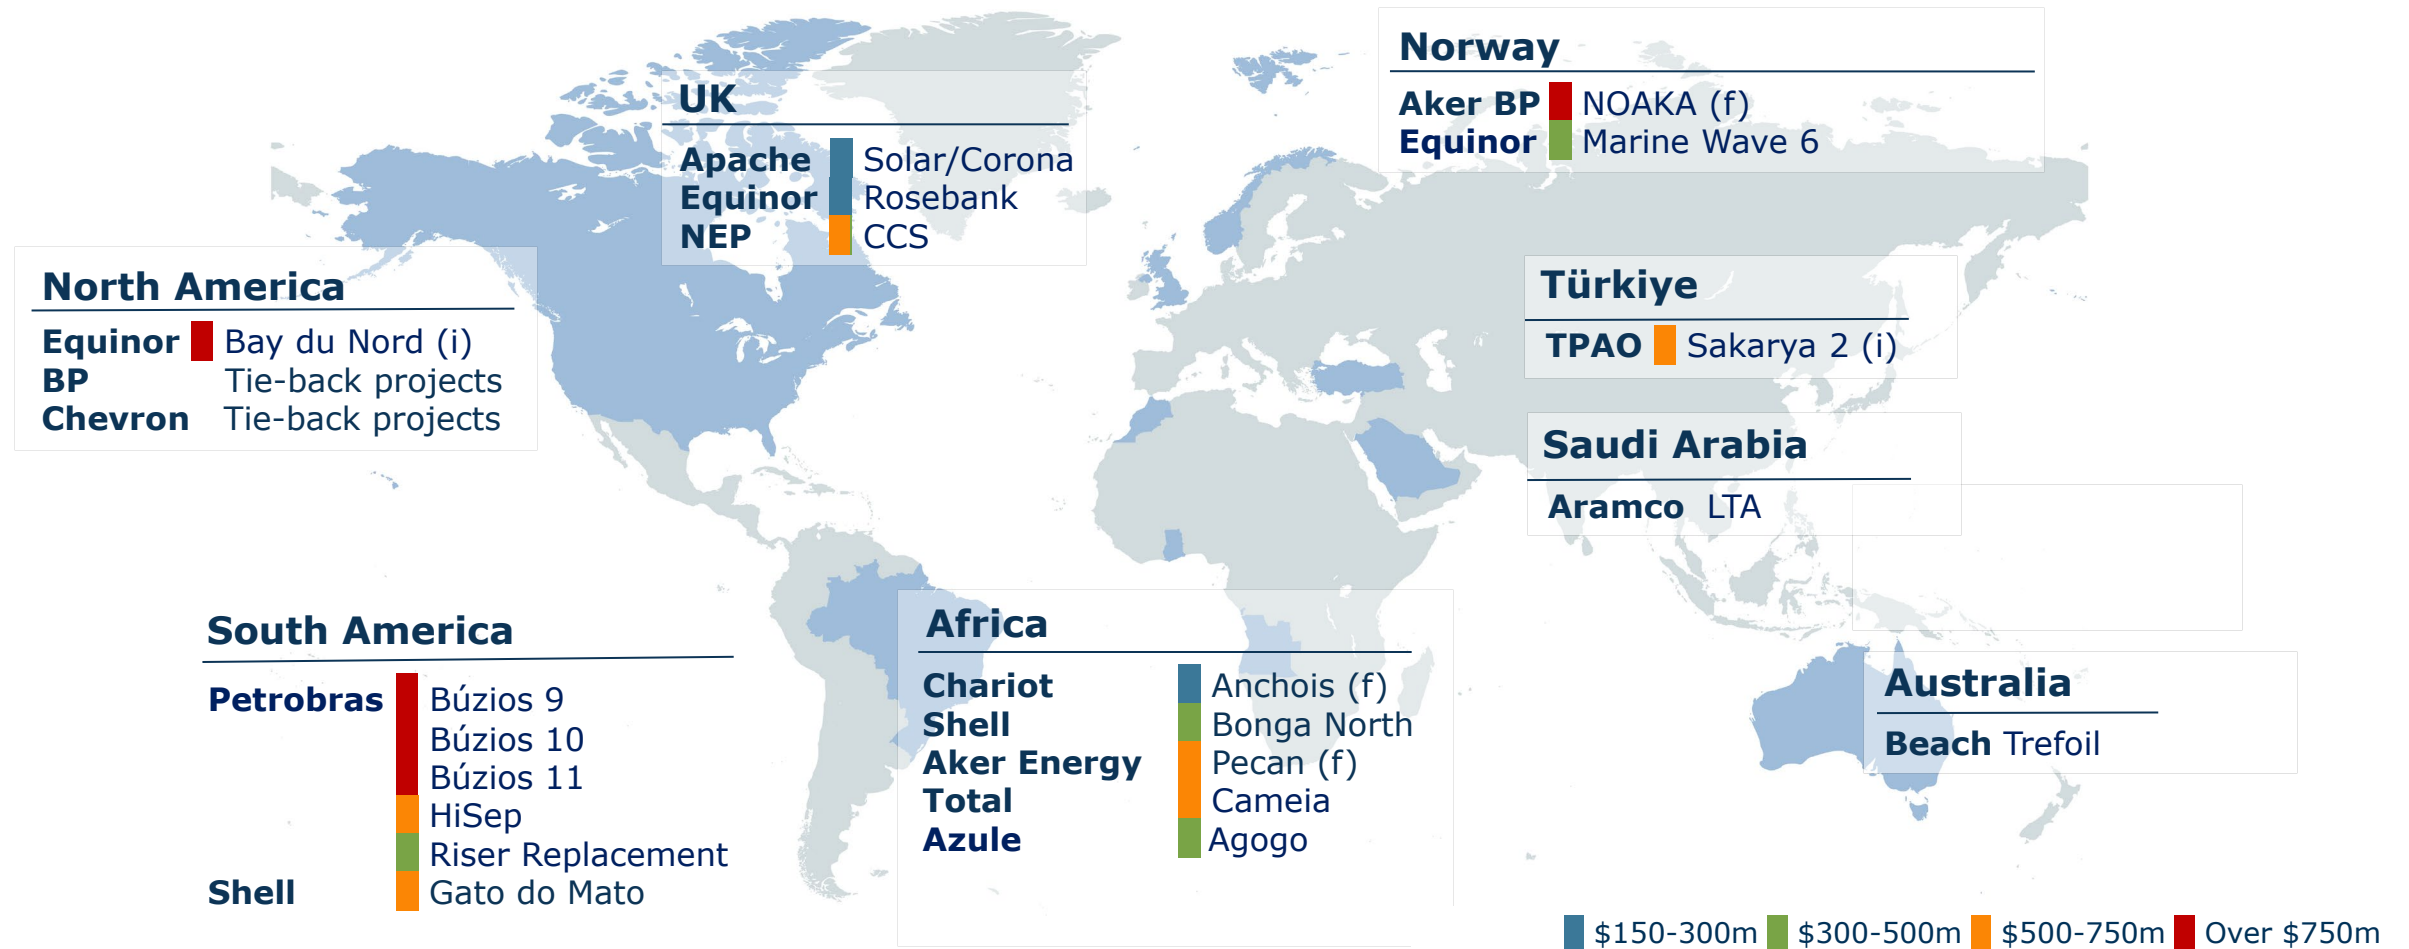 Norway
Aker BP NOAKA (f)
Equinor Marine Wave 6
UK
Apache Solar/Corona
Equinor Rosebank
NEP CCS
North America
Equinor Bay du Nord (i)
BP Tie-back projects
Chevron Tie-back projects
Türkiye
TPAO Sakarya 2 (i)
Saudi Arabia
Aramco LTA
South America
Petrobras Búzios 9
Búzios 10
Búzios 11
HiSep
Riser Replacement
Shell Gato do Mato
Africa
Chariot Anchois (f)
Shell Bonga North
Aker Energy Pecan (f)
Total Cameia
Azule Agogo
Australia
Beach Trefoil
$150-300m $300-500m $500-750m Over $750m